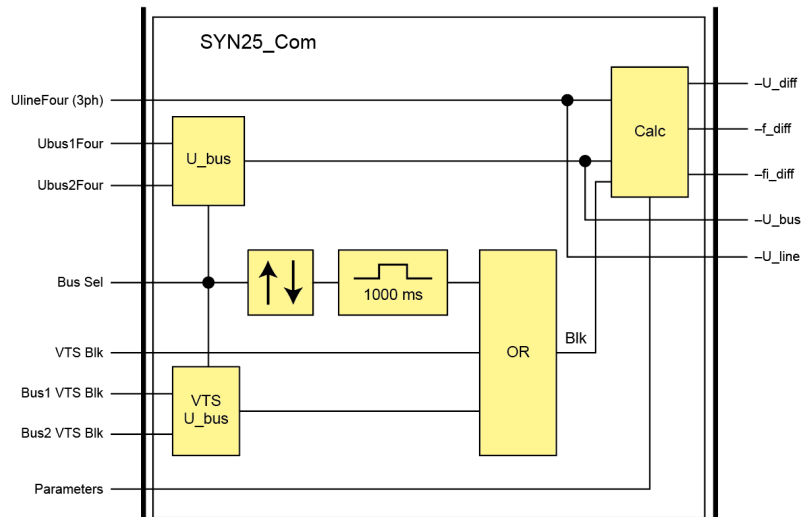 SYN25_Com
UlineFour (3ph)
Ubus1Four
Ubus2Four
U_bus
Calc
–U_diff
–f_diff
–fi_diff
–U_bus
–U_line
Bus Sel
1000 ms
VTS Blk
OR
Blk
Bus1 VTS Blk
Bus2 VTS Blk
VTS
U_bus
Parameters